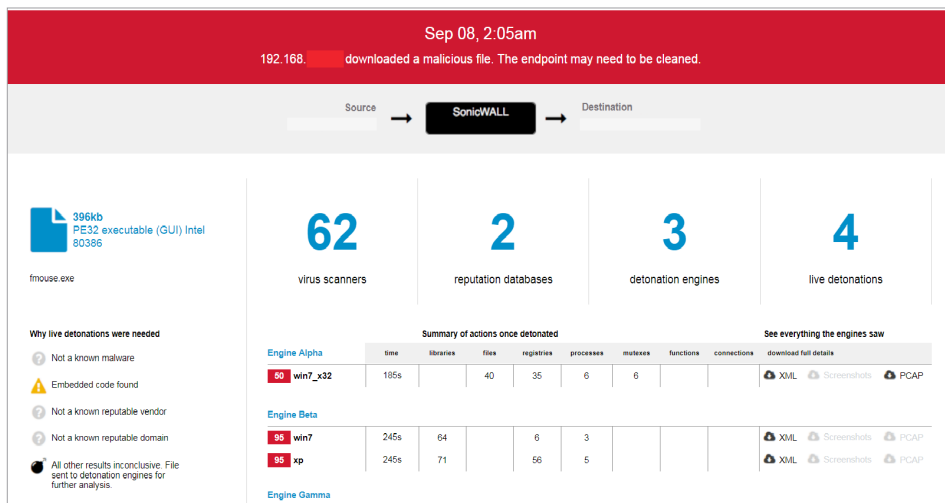 Sep 08, 2:05am
192.168. downloaded a malicious file. The endpoint may need to be cleaned.
Source
SonicWALL
Destination
396kb
PE32 executable (GUI) Intel
80386
fmouse.exe
62
virus scanners
2
reputation databases
3
detonation engines
4
live detonations
Why live detonations were needed
Not a known malware
Embedded code found
Not a known reputable vendor
Not a known reputable domain
All other results inconclusive. File
sent to detonation engines for
further analysis.
Summary of actions once detonated
See everything the engines saw
Engine Alpha time libraries files registries processes mutexes functions connections download full details
50 win7_x32 185s 40 35 6 6 XML Screenshots PCAP
Engine Beta
95 win7 245s 64 6 3 XML Screenshots PCAP
95 xp 245s 71 56 5 XML Screenshots PCAP
Engine Gamma